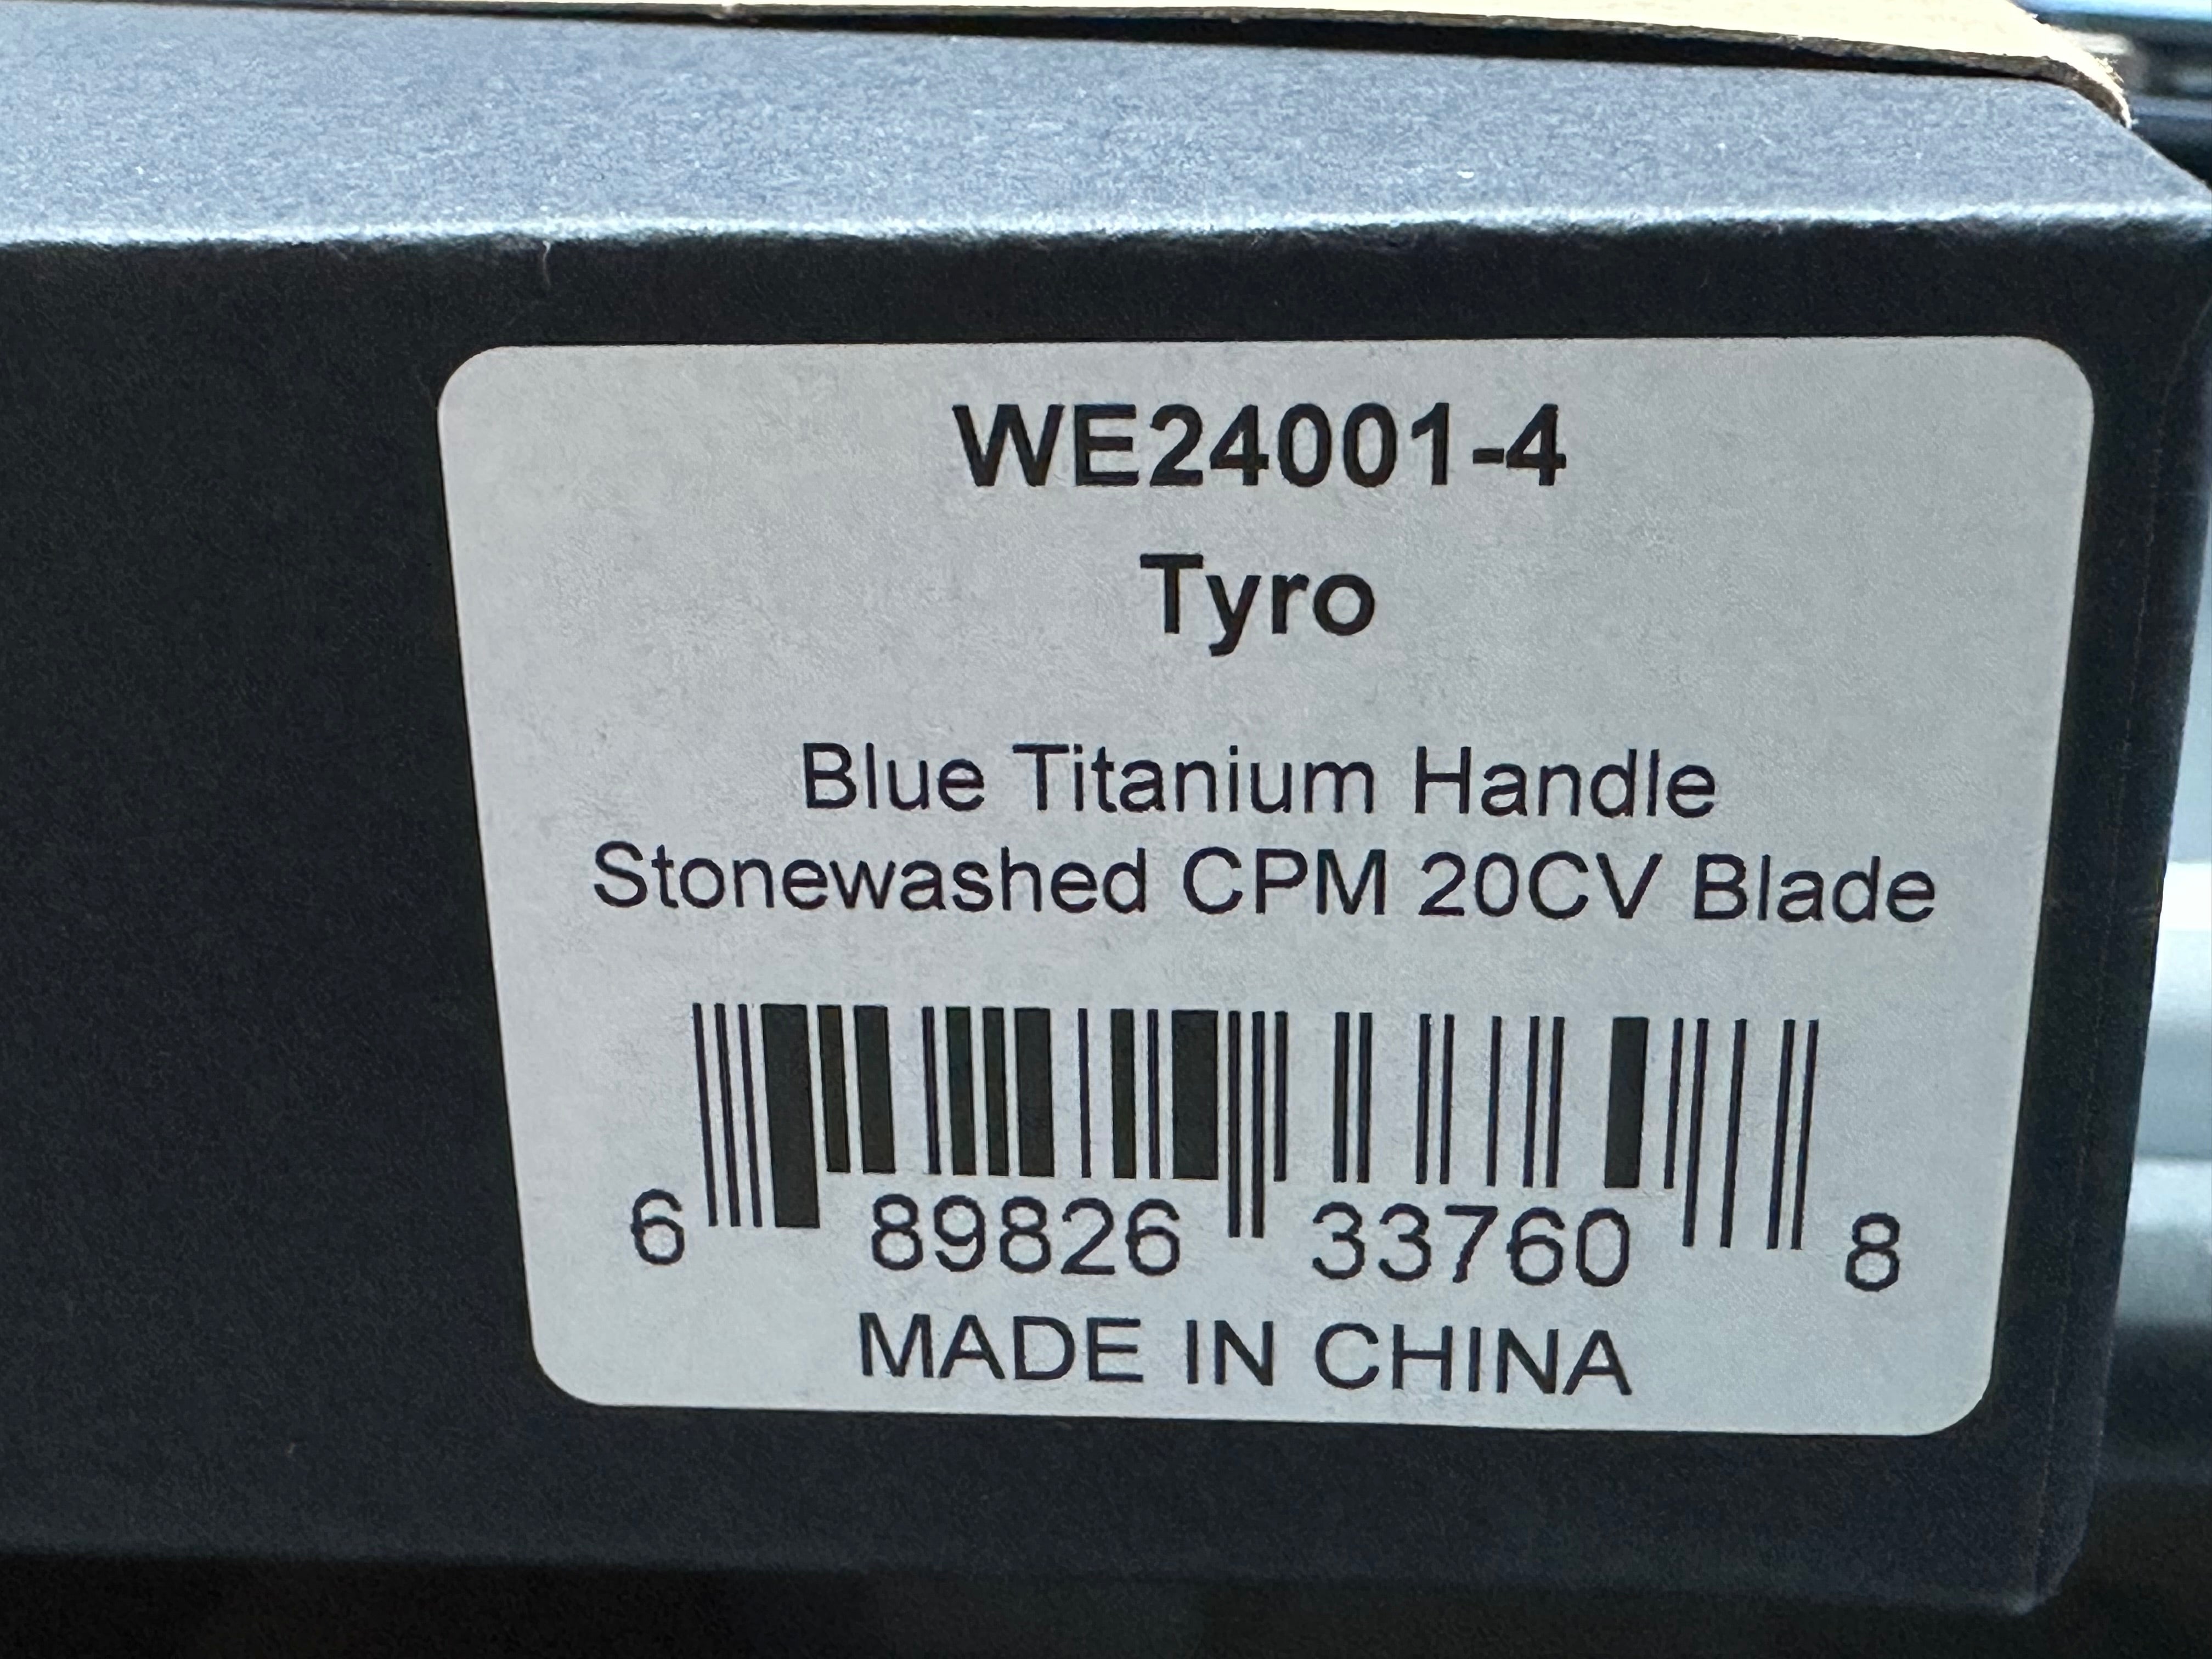 WE24001-4
Tyro
Blue Titanium Handle
Stonewashed CPM 20CV Blade
6 89826 33760 8
MADE IN CHINA